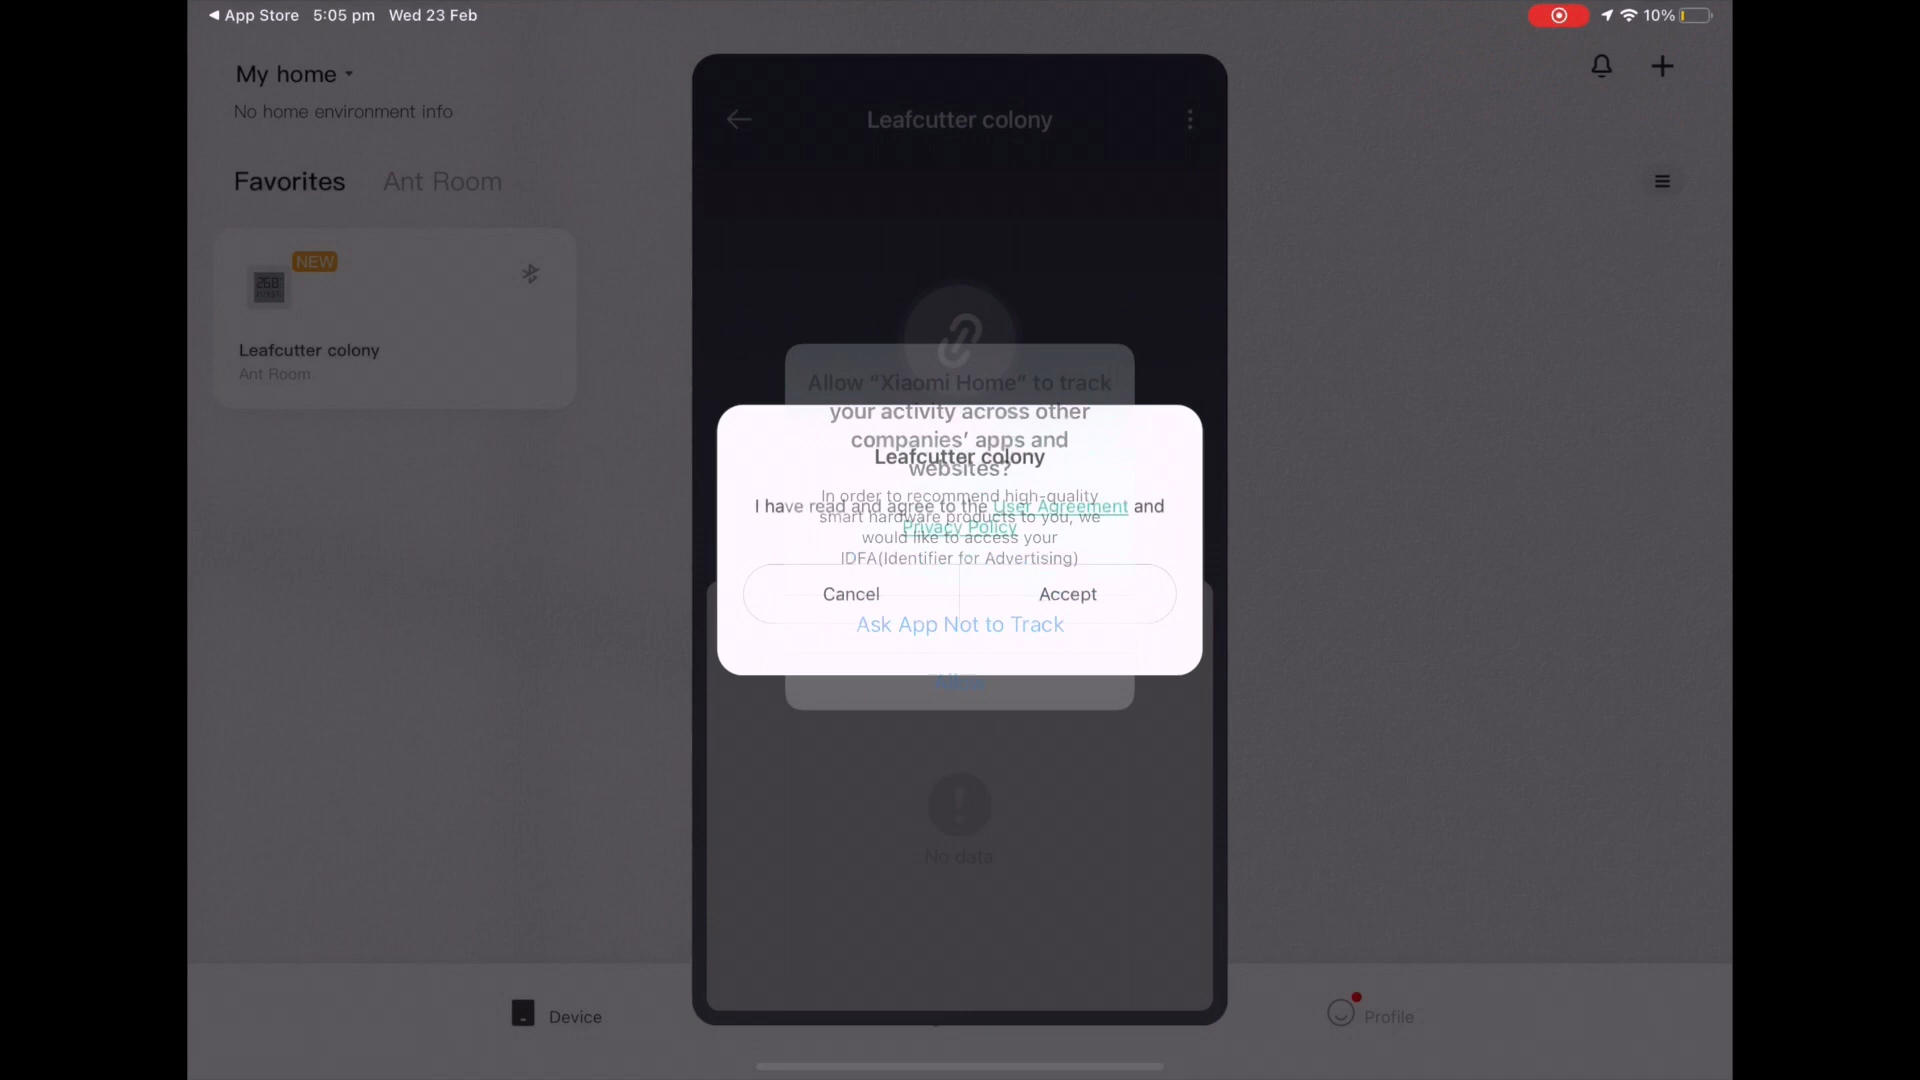 App Store 5:05 pm Wed 23 Feb
10%
My home
No home environment info
Favorites Ant Room
NEW
268
Leafcutter colony
Ant Room
Leafcutter colony
Allow “Xiaomi Home” to track
your activity across other
companies’ apps and
websites?
In order to recommend high-quality
smart hardware products to you, we
would like to access your
IDFA(Identifier for Advertising)
Ask App Not to Track
Allow
Leafcutter colony
I have read and agree to the User Agreement and
Privacy Policy
Cancel Accept
No data
Device
Profile